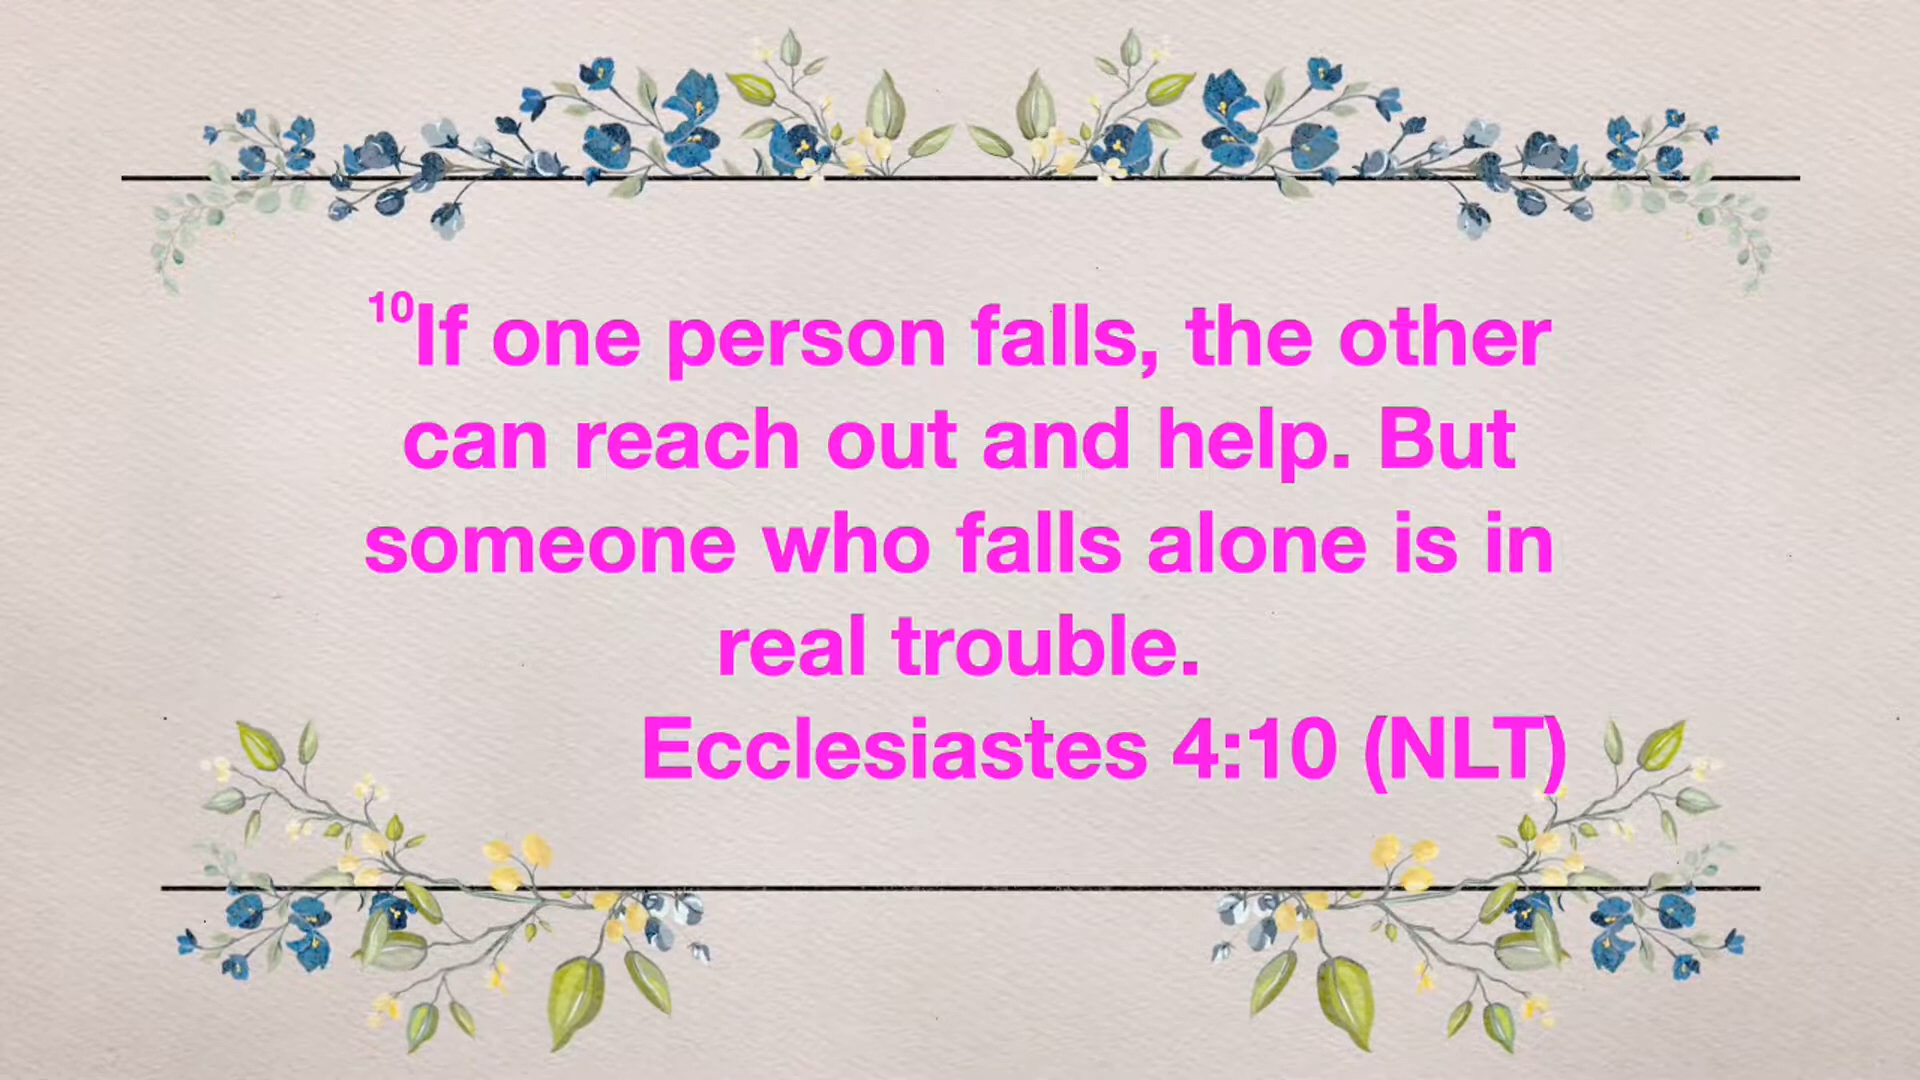 10If one person falls, the other
can reach out and help. But
someone who falls alone is in
real trouble.
Ecclesiastes 4:10 (NLT)